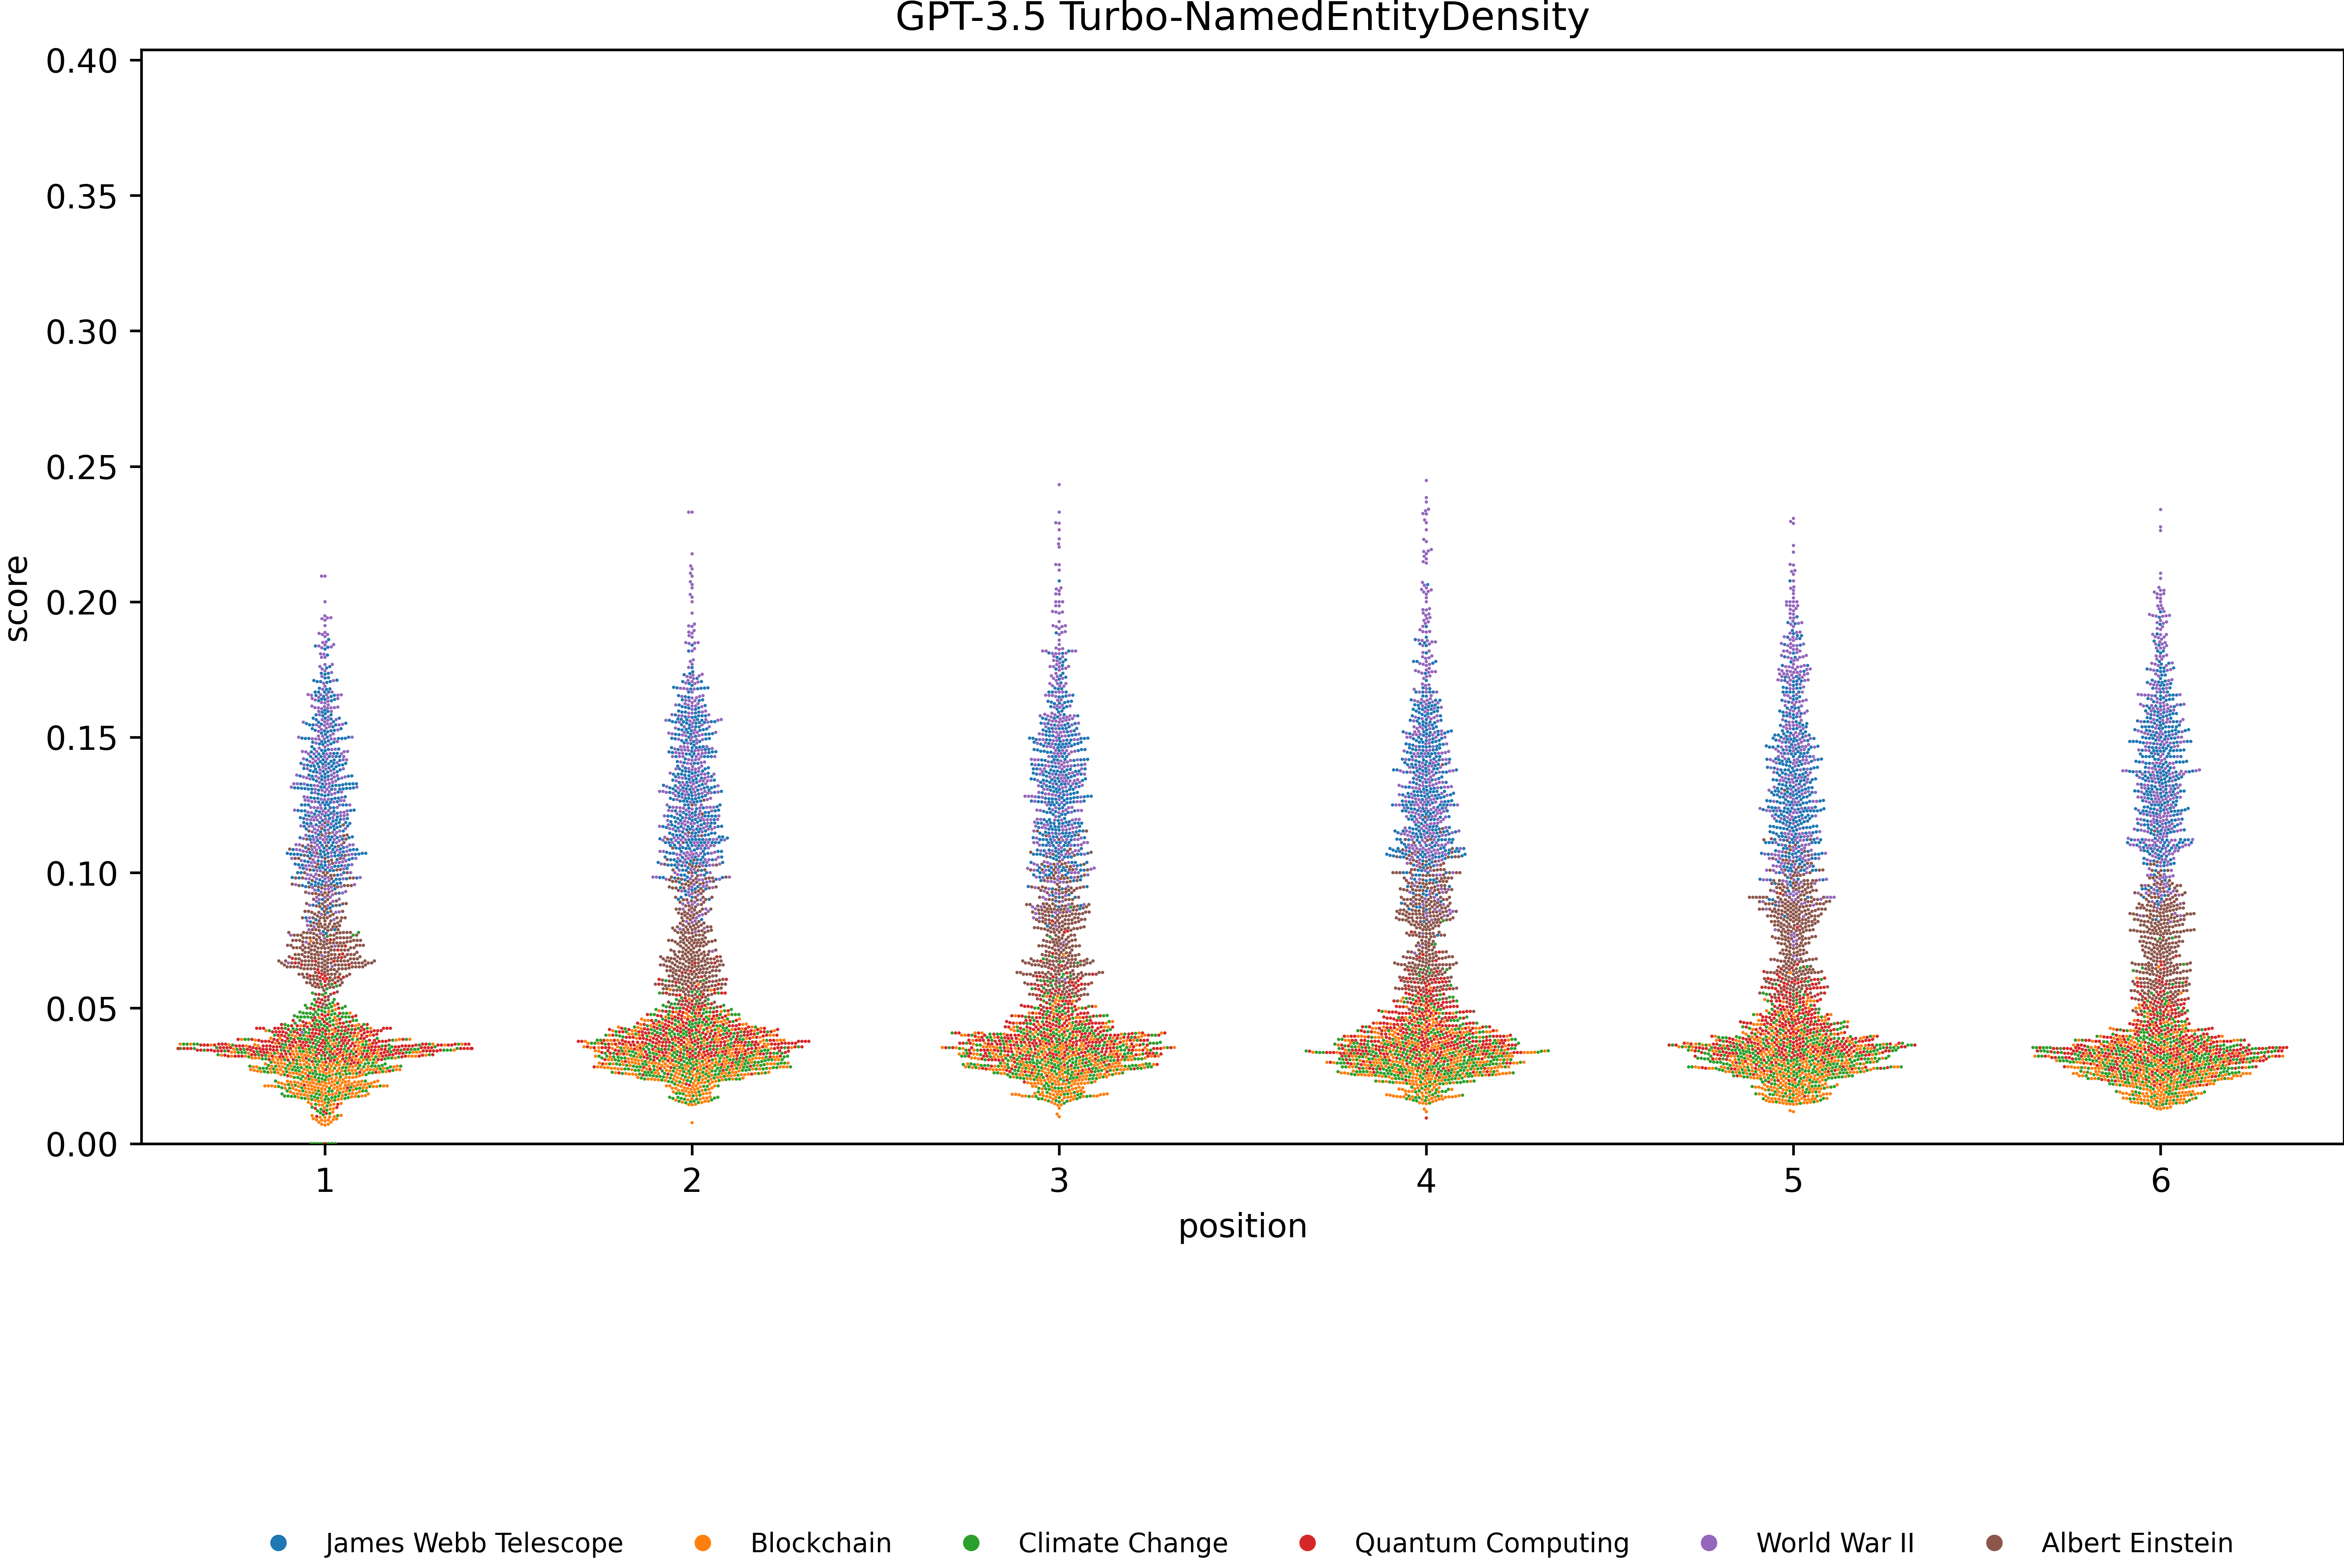 GPT-3.5 Turbo-NamedEntityDensity
0.40
0.35
0.30
0.25
0.20
0.15
0.10
0.05
0.00
score
1 2 3 4 5 6
position
James Webb Telescope Blockchain Climate Change Quantum Computing World War II Albert Einstein